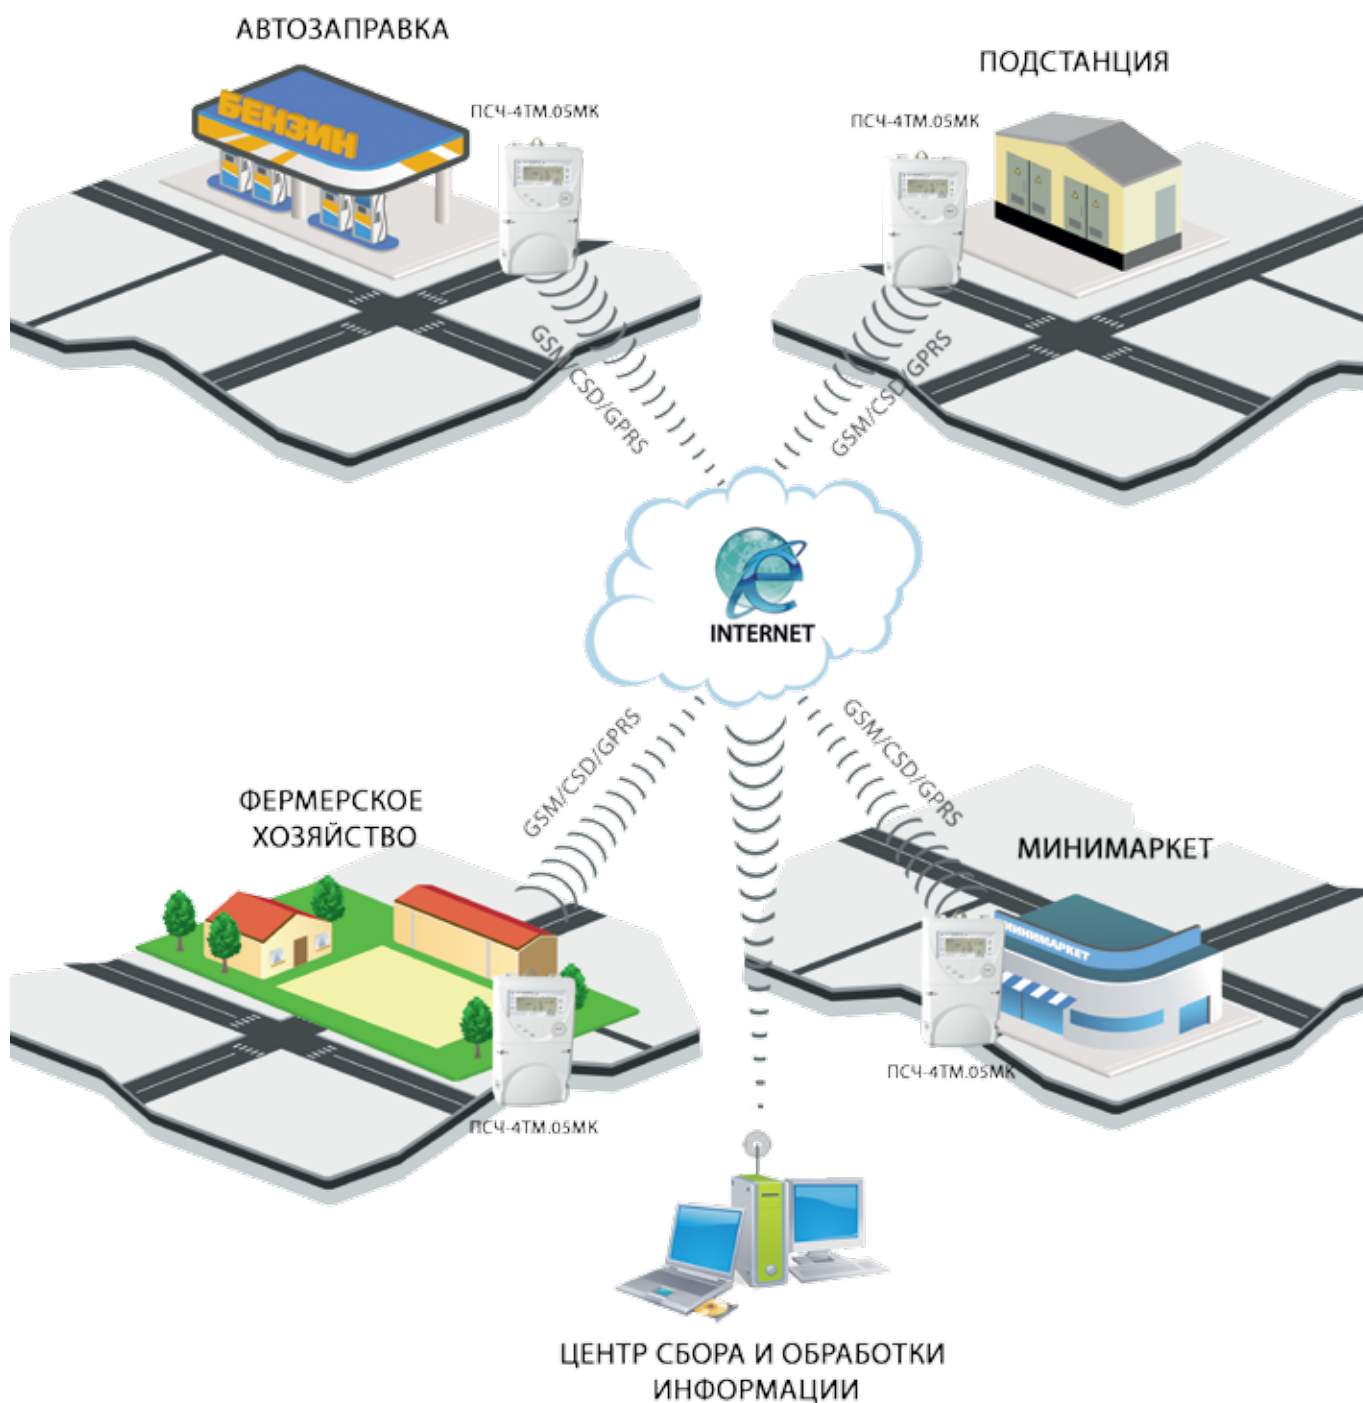 АВТОЗАПРАВКА
ПОДСТАНЦИЯ
ПСЧ-4ТМ.05МК
ПСЧ-4ТМ.05МК
БЕНЗИН
GSM/CSD/GPRS
GSM/CSD/GPRS
INTERNET
GSM/CSD/GPRS
GSM/CSD/GPRS
ФЕРМЕРСКОЕ
ХОЗЯЙСТВО
МИНИМАРКЕТ
МИНИМАРКЕТ
ПСЧ-4ТМ.05МК
ПСЧ-4ТМ.05МК
ЦЕНТР СБОРА И ОБРАБОТКИ
ИНФОРМАЦИИ